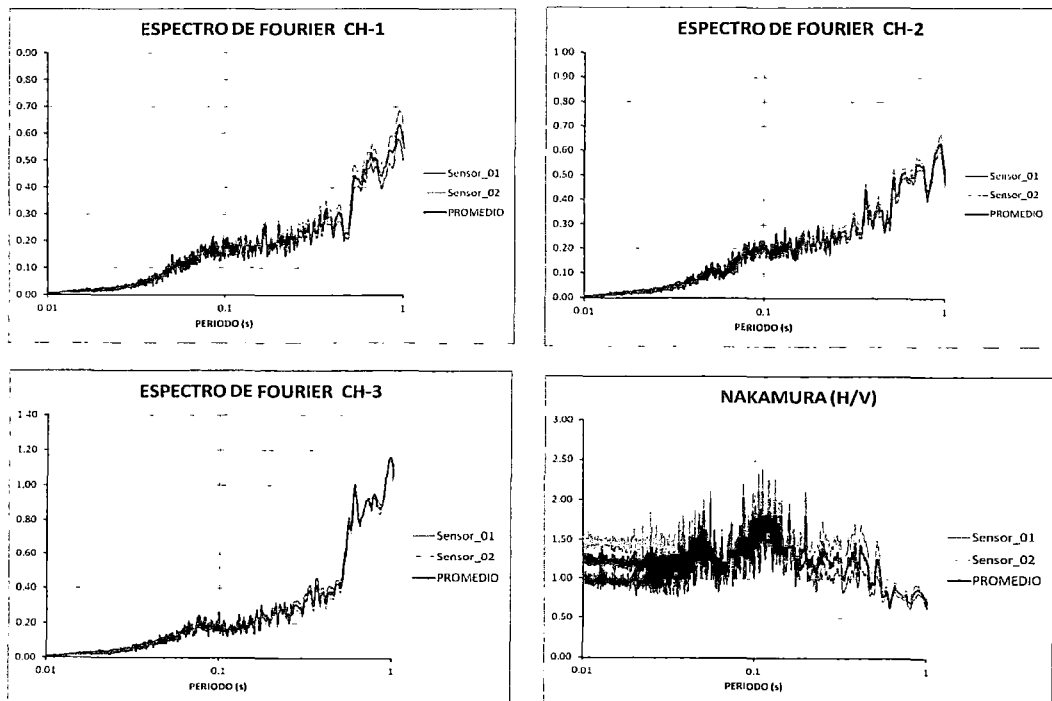 ESPECTRO DE FOURIER CH-1
0.90
0.80
0.70
0.60
0.50
0.40
0.30
0.20
0.10
0.00
0.01
0.1
1
PERIODO (s)
Sensor_01
Sensor_02
PROMEDIO
ESPECTRO DE FOURIER CH-2
1.00
0.90
0.80
0.70
0.60
0.50
0.40
0.30
0.20
0.10
0.00
0.01
0.1
1
PERIODO (s)
Sensor_01
Sensor_02
PROMEDIO
ESPECTRO DE FOURIER CH-3
1.40
1.20
1.00
0.80
0.60
0.40
0.20
0.00
0.01
0.1
1
PERIODO (s)
Sensor_01
Sensor_02
PROMEDIO
NAKAMURA (H/V)
3.00
2.50
2.00
1.50
1.00
0.50
0.00
0.01
0.1
1
PERIODO (s)
Sensor_01
Sensor_02
PROMEDIO